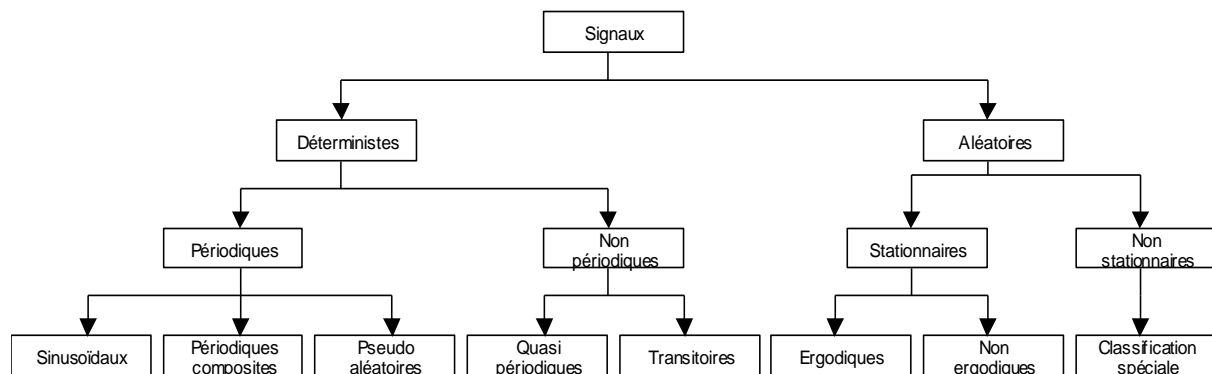 Signaux
Déterministes
Aléatoires
Périodiques
Non
périodiques
Stationnaires
Non
stationnaires
Sinusoïdaux
Périodiques
composites
Pseudo
aléatoires
Quasi
périodiques
Transitoires
Ergodiques
Non
ergodiques
Classification
spéciale